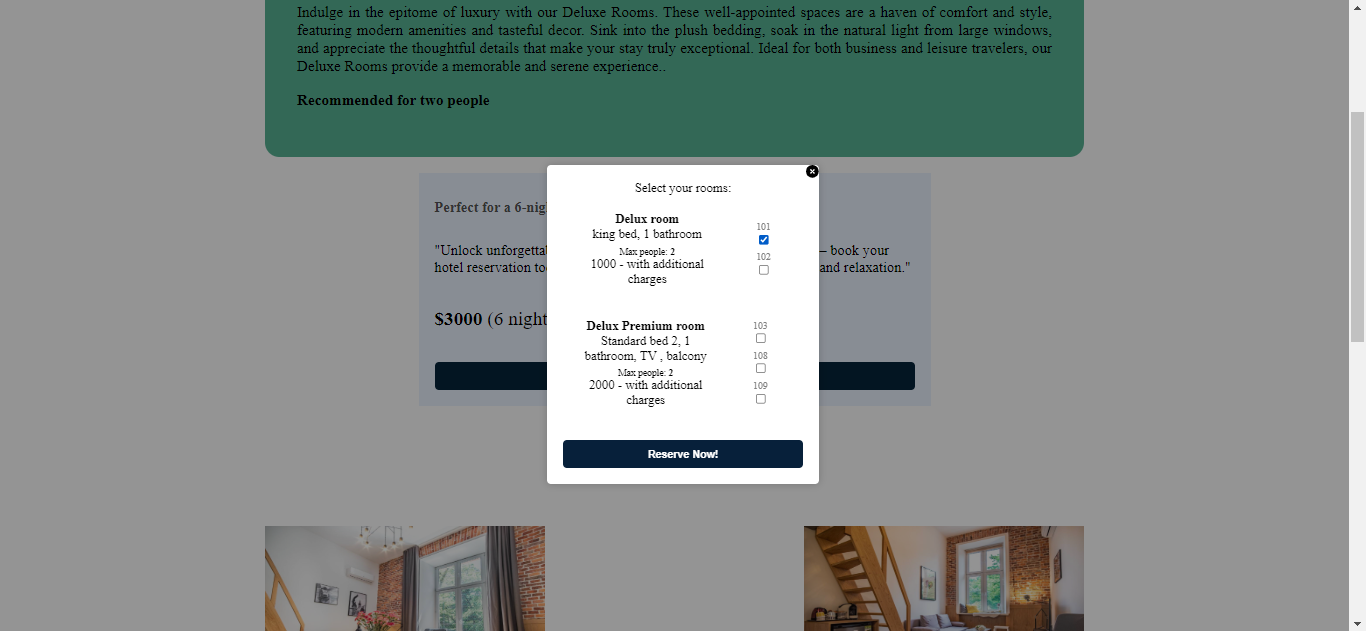 Indulge in the epitome of luxury with our Deluxe Rooms. These well-appointed spaces are a haven of comfort and style,
featuring modern amenities and tasteful decor. Sink into the plush bedding, soak in the natural light from large windows,
and appreciate the thoughtful details that make your stay truly exceptional. Ideal for both business and leisure travelers, our
Deluxe Rooms provide a memorable and serene experience..
Recommended for two people
Perfect for a 6-nig
"Unlock unforgettab
– book your
hotel reservation to
and relaxation."
$3000 (6 night
Select your rooms:
Delux room
king bed, 1 bathroom
Max people: 2
1000 - with additional
charges
101
102
Delux Premium room
Standard bed 2, 1
bathroom, TV , balcony
Max people: 2
2000 - with additional
charges
103
108
109
Reserve Now!